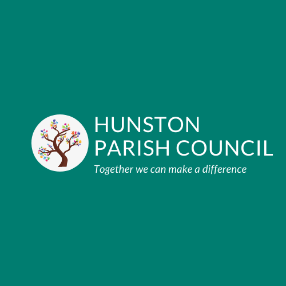 HUNSTON
PARISH COUNCIL
Together we can make a difference